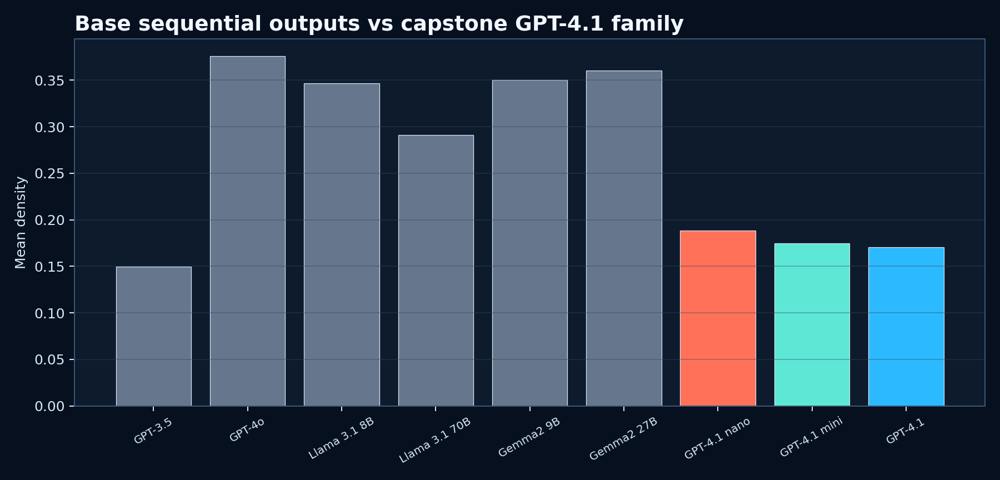 Base sequential outputs vs capstone GPT-4.1 family
Mean density
0.35
0.30
0.25
0.20
0.15
0.10
0.05
0.00
GPT-3.5
GPT-4o
Llama 3.1 8B
Llama 3.1 70B
Gemma2 9B
Gemma2 27B
GPT-4.1 nano
GPT-4.1 mini
GPT-4.1